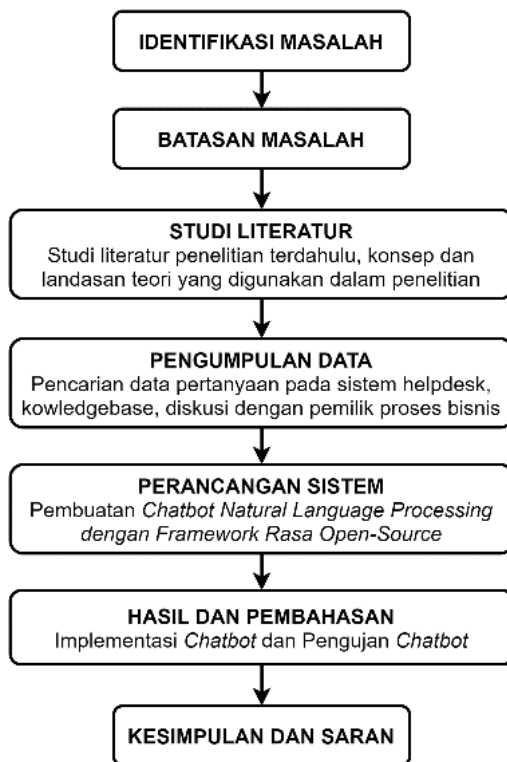 IDENTIFIKASI MASALAH
BATASAN MASALAH
STUDI LITERATUR
Studi literatur penelitian terdahulu, konsep dan
landasan teori yang digunakan dalam penelitian
PENGUMPULAN DATA
Pencarian data pertanyaan pada sistem helpdesk,
kowledgebase, diskusi dengan pemilik proses bisnis
PERANCANGAN SISTEM
Pembuatan Chatbot Natural Language Processing
dengan Framework Rasa Open-Source
HASIL DAN PEMBAHASAN
Implementasi Chatbot dan Pengujan Chatbot
KESIMPULAN DAN SARAN